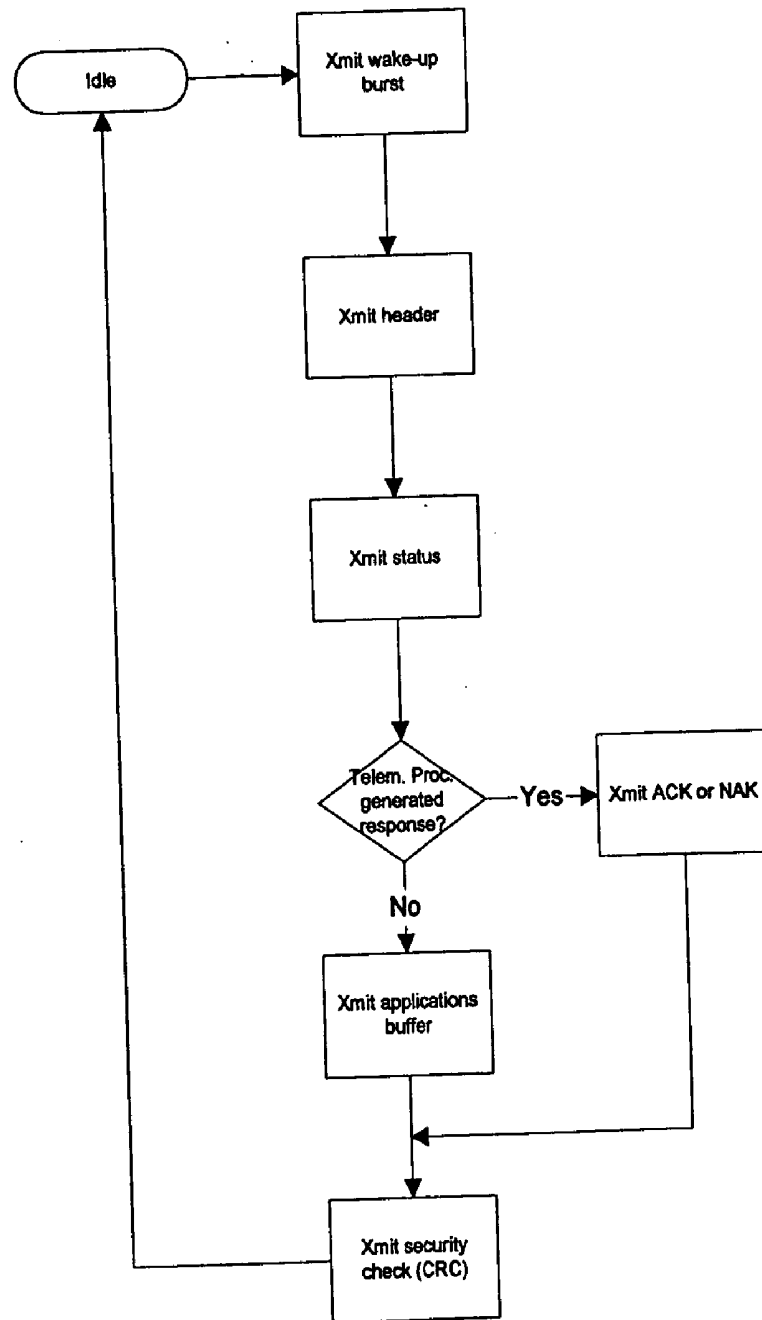 Idle
Xmit wake-up
burst
Xmit header
Xmit status
Telem. Proc.
generated
response?
Yes
Xmit ACK or NAK
No
Xmit applications
buffer
Xmit security
check (CRC)